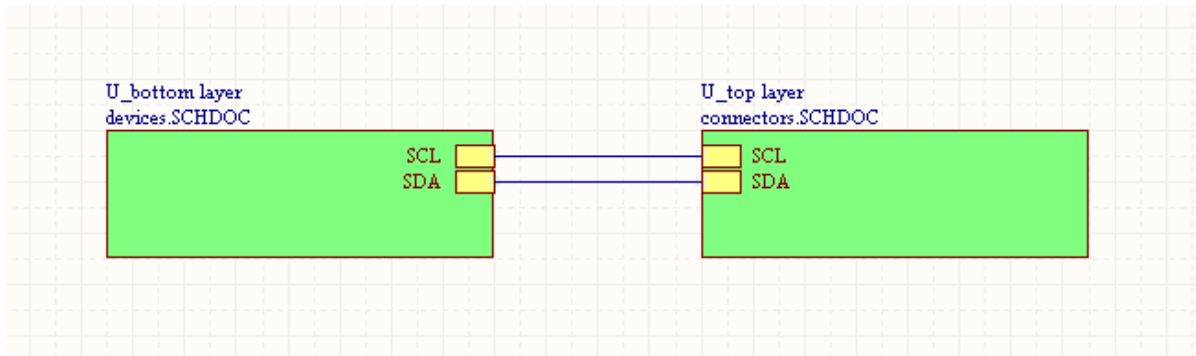 U_bottom layer
devices.SCHDOC
SCL
SDA
U_top layer
connectors.SCHDOC
SCL
SDA